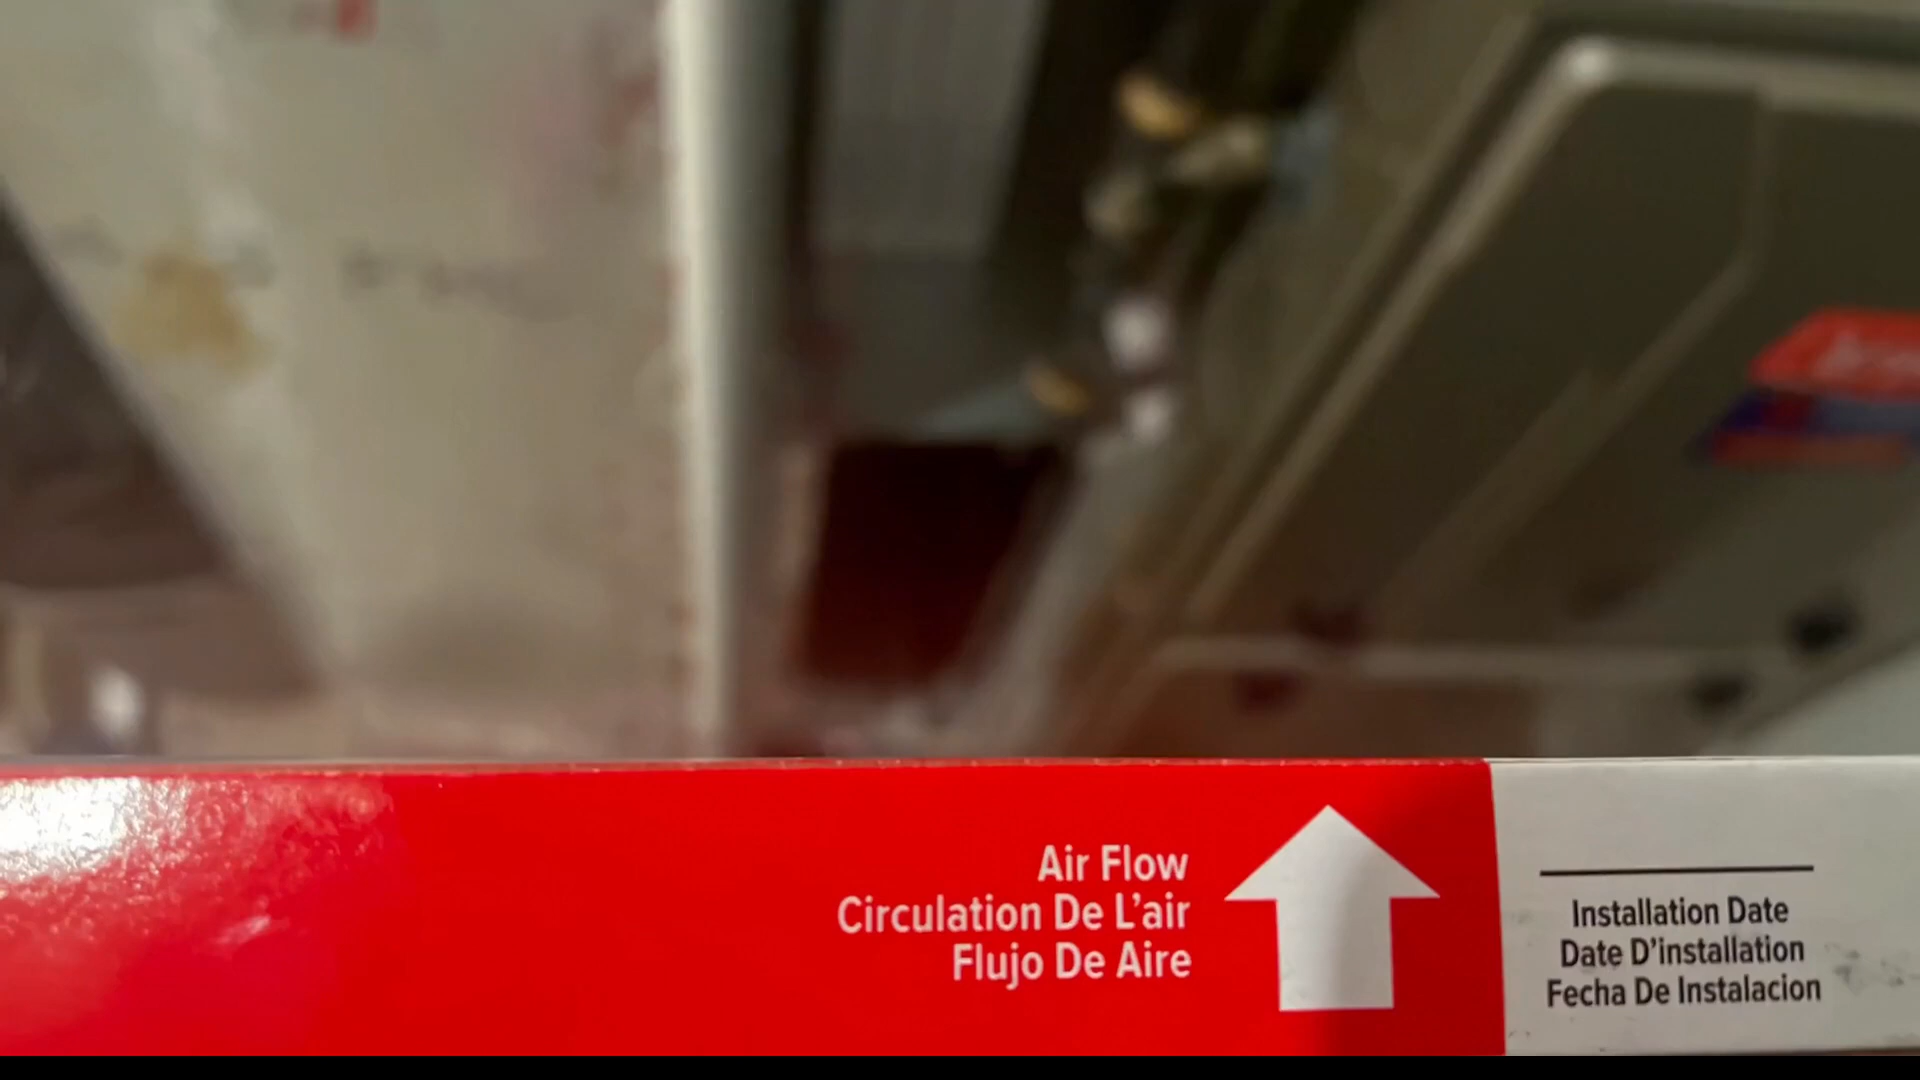 Air Flow
Circulation De L'air
Flujo De Aire
Installation Date
Date D'installation
Fecha De Instalacion